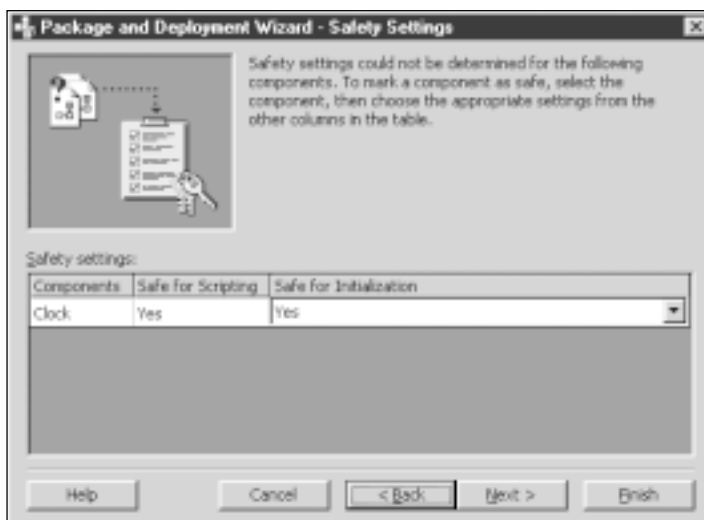 Package and Deployment Wizard - Safety Settings
Safety settings could not be determined for the following
components. To mark a component as safe, select the
component, then choose the appropriate settings from the
other columns in the table.
Safety settings:
Components Safe for Scripting Safe for Initialization
Clock Yes Yes
Help Cancel < Back Next > Finish